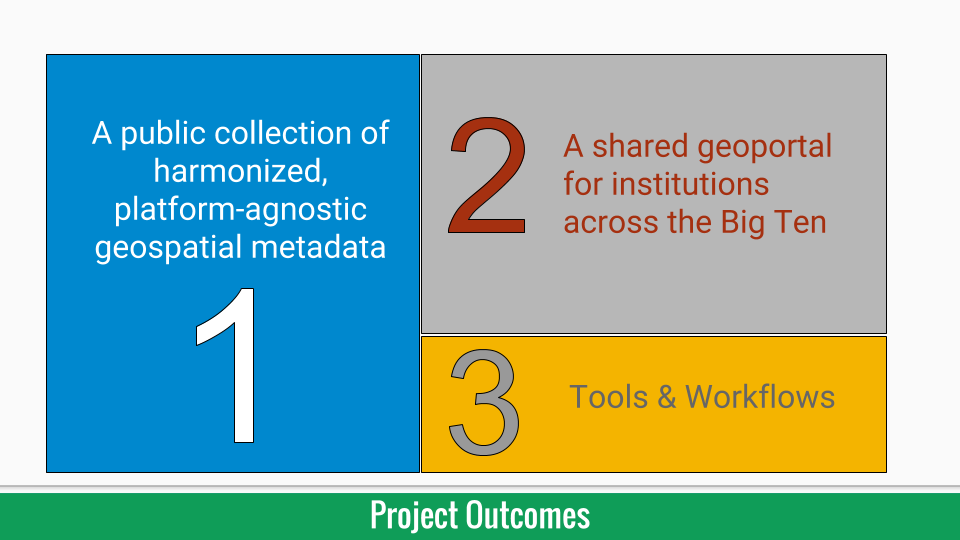 A public collection of
harmonized,
platform-agnostic
geospatial metadata
1
2
A shared geoportal
for institutions
across the Big Ten
3
Tools & Workflows
Project Outcomes